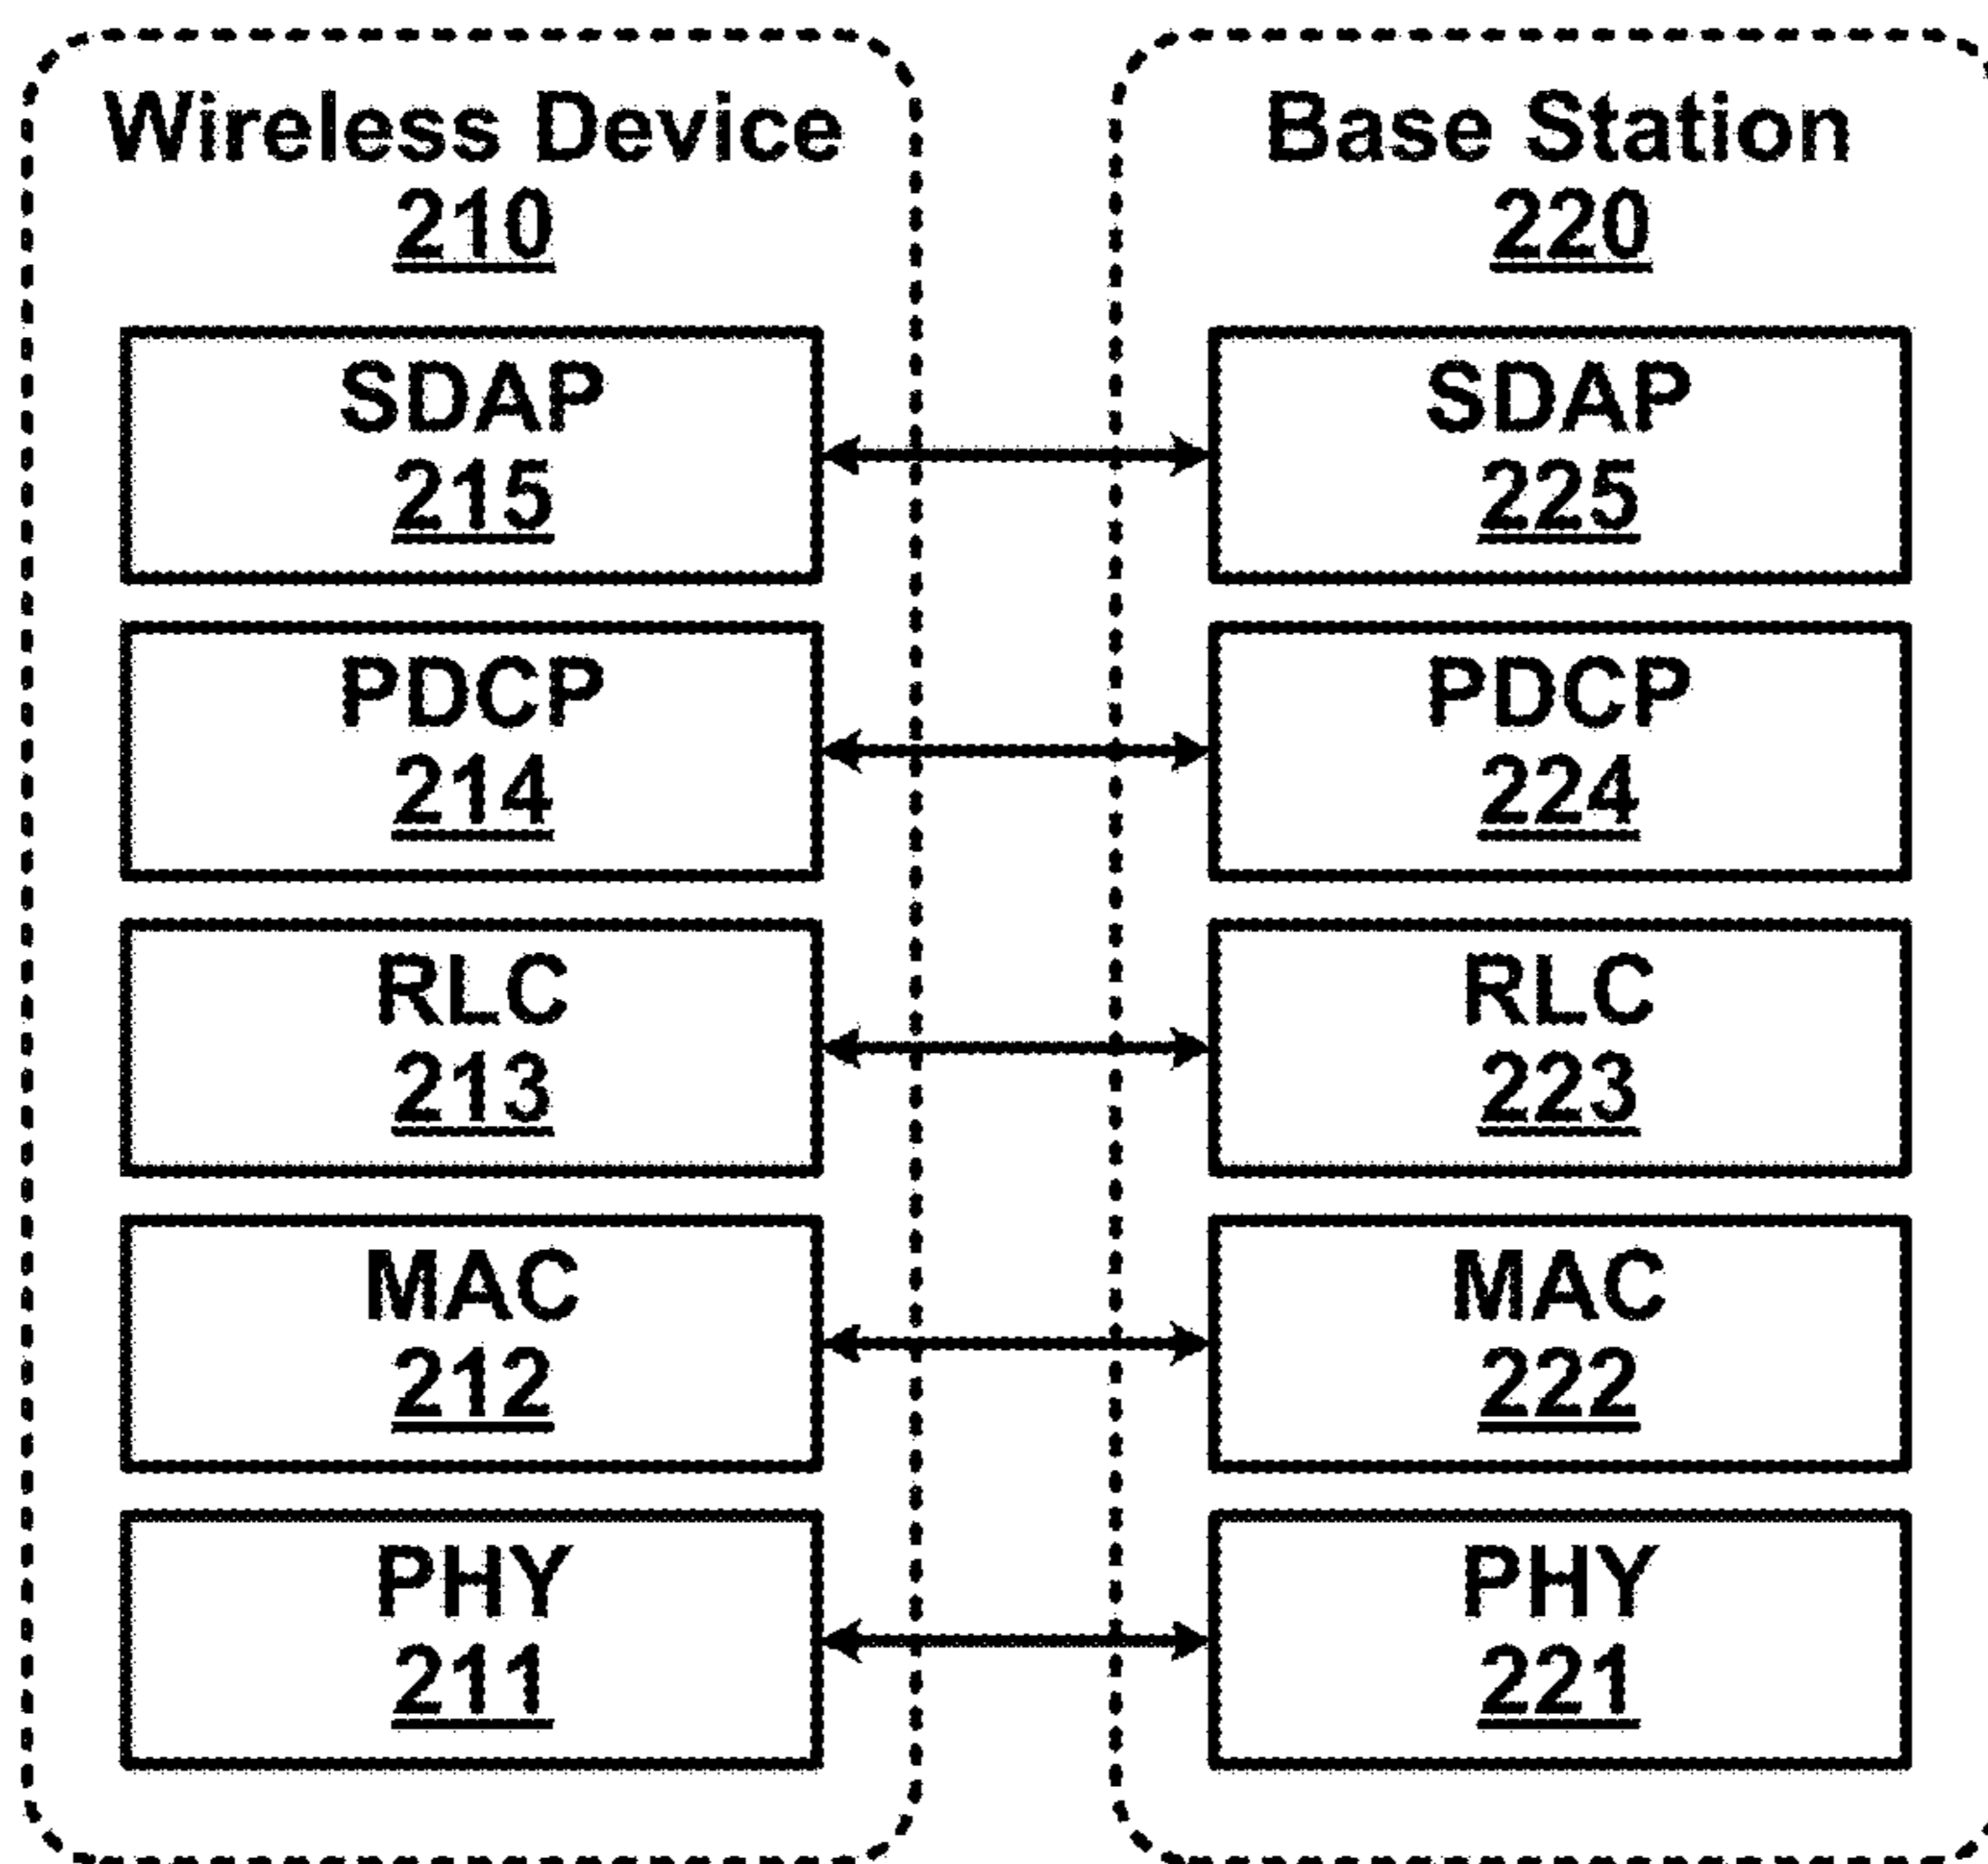 Wireless Device
210
SDAP
215
PDCP
214
RLC
213
MAC
212
PHY
211
Base Station
220
SDAP
225
PDCP
224
RLC
223
MAC
222
PHY
221